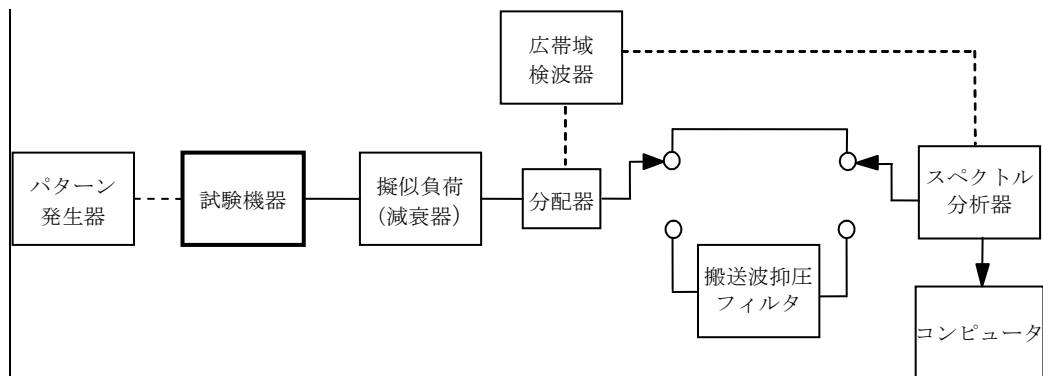 広帯域
検波器
パターン
発生器
試験機器
擬似負荷
(減衰器)
分配器
スペクトル
分析器
搬送波抑圧
フィルタ
コンピュータ